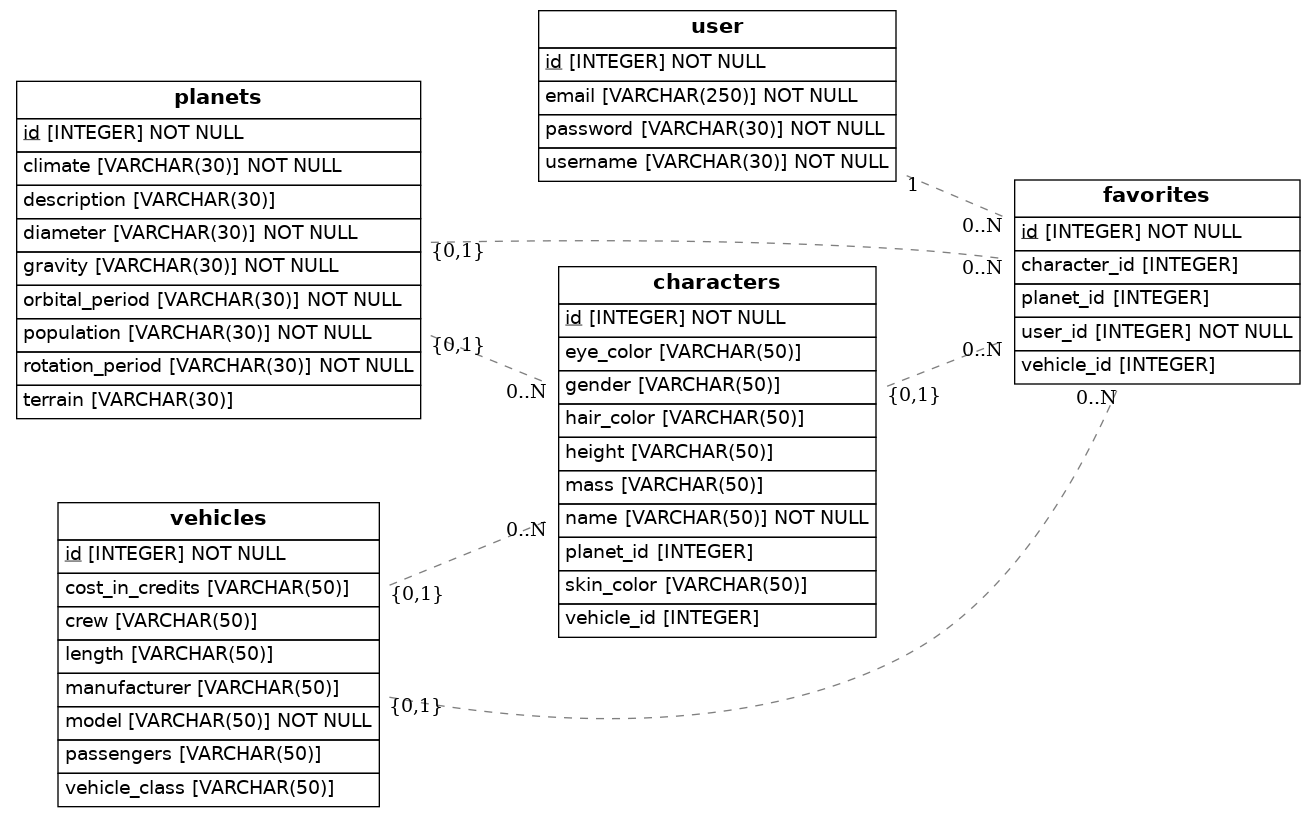 user
id [INTEGER] NOT NULL
email [VARCHAR(250)] NOT NULL
password [VARCHAR(30)] NOT NULL
username [VARCHAR(30)] NOT NULL
planets
id [INTEGER] NOT NULL
climate [VARCHAR(30)] NOT NULL
description [VARCHAR(30)]
diameter [VARCHAR(30)] NOT NULL
gravity [VARCHAR(30)] NOT NULL
orbital_period [VARCHAR(30)] NOT NULL
population [VARCHAR(30)] NOT NULL
rotation_period [VARCHAR(30)] NOT NULL
terrain [VARCHAR(30)]
1
0..N
{0,1}
0..N
favorites
id [INTEGER] NOT NULL
character_id [INTEGER]
planet_id [INTEGER]
user_id [INTEGER] NOT NULL
vehicle_id [INTEGER]
characters
id [INTEGER] NOT NULL
eye_color [VARCHAR(50)]
gender [VARCHAR(50)]
hair_color [VARCHAR(50)]
height [VARCHAR(50)]
mass [VARCHAR(50)]
name [VARCHAR(50)] NOT NULL
planet_id [INTEGER]
skin_color [VARCHAR(50)]
vehicle_id [INTEGER]
{0,1}
0..N
0..N
{0,1}
0..N
0..N
{0,1}
{0,1}
vehicles
id [INTEGER] NOT NULL
cost_in_credits [VARCHAR(50)]
crew [VARCHAR(50)]
length [VARCHAR(50)]
manufacturer [VARCHAR(50)]
model [VARCHAR(50)] NOT NULL
passengers [VARCHAR(50)]
vehicle_class [VARCHAR(50)]